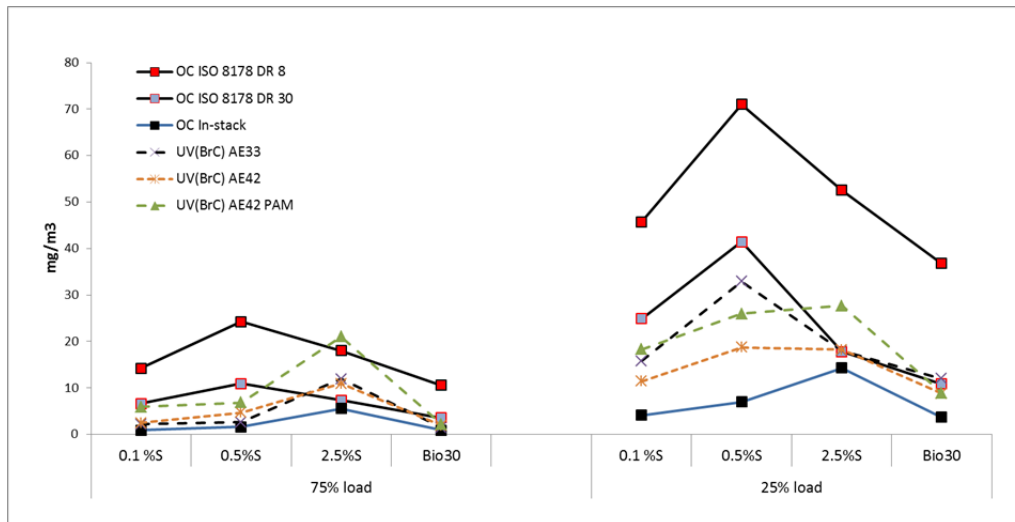 80
70
60
50
40
30
20
10
0
mg/m3
OC ISO 8178 DR 8
OC ISO 8178 DR 30
OC In-stack
UV(BrC) AE33
UV(BrC) AE42
UV(BrC) AE42 PAM
0.1 %S 0.5%S 2.5%S Bio30 0.1 %S 0.5%S 2.5%S Bio30
75% load 25% load